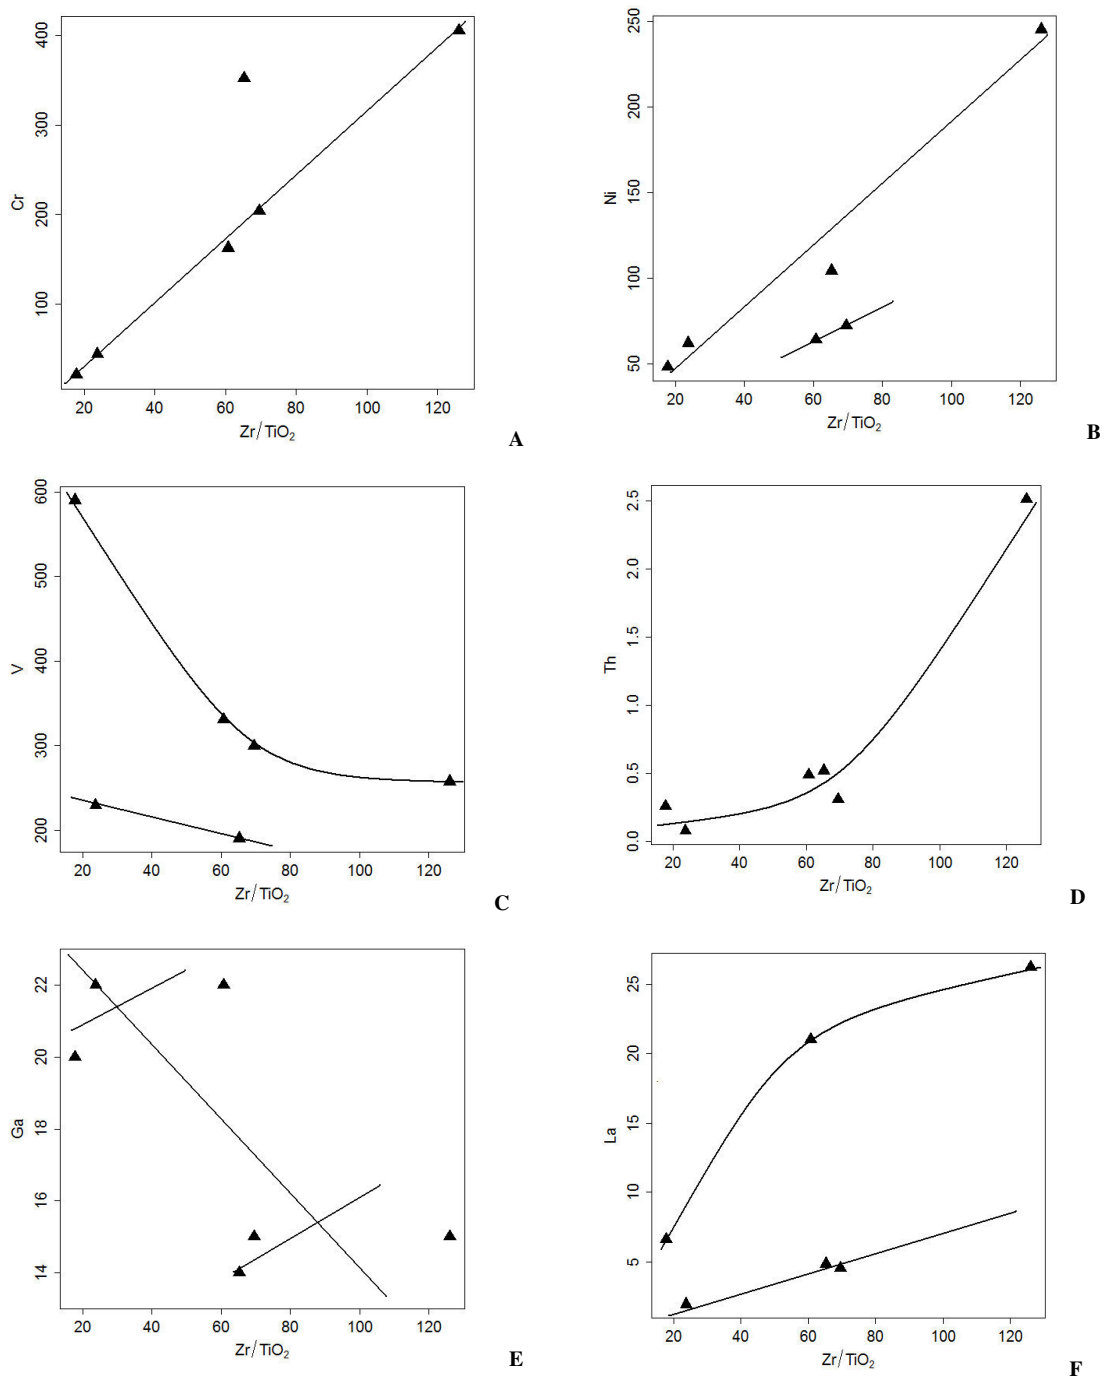 400
300
200
100
Cr
20 40 60 80 100 120
Zr/TiO₂
A
250
200
150
100
50
Ni
20 40 60 80 100 120
Zr/TiO₂
B
600
500
400
300
200
V
20 40 60 80 100 120
Zr/TiO₂
C
2.5
2.0
1.5
1.0
0.5
0.0
Th
20 40 60 80 100 120
Zr/TiO₂
D
22
20
18
16
14
Ga
20 40 60 80 100 120
Zr/TiO₂
E
25
20
15
10
5
La
20 40 60 80 100 120
Zr/TiO₂
F